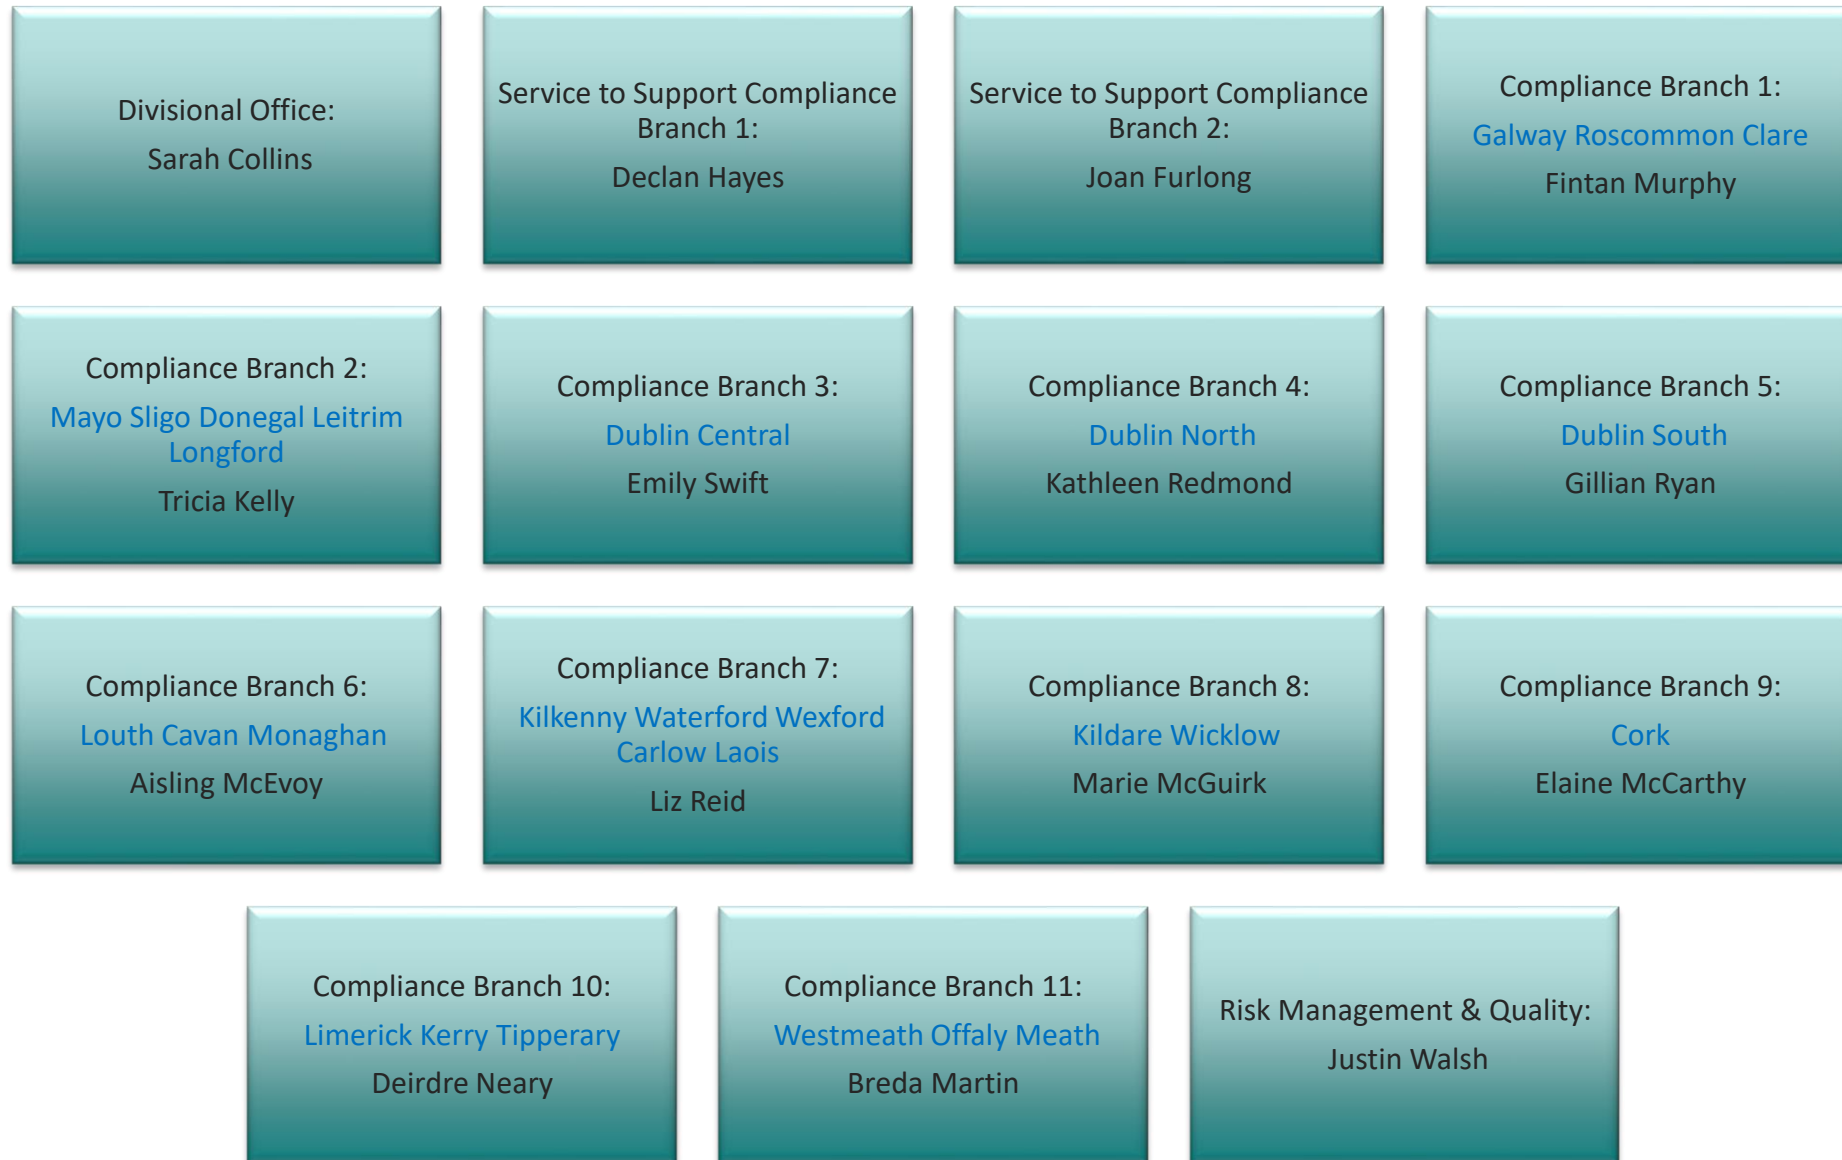 Divisional Office:
Sarah Collins
Service to Support Compliance
Branch 1:
Declan Hayes
Service to Support Compliance
Branch 2:
Joan Furlong
Compliance Branch 1:
Galway Roscommon Clare
Fintan Murphy
Compliance Branch 2:
Mayo Sligo Donegal Leitrim
Longford
Tricia Kelly
Compliance Branch 3:
Dublin Central
Emily Swift
Compliance Branch 4:
Dublin North
Kathleen Redmond
Compliance Branch 5:
Dublin South
Gillian Ryan
Compliance Branch 6:
Louth Cavan Monaghan
Aisling McEvoy
Compliance Branch 7:
Kilkenny Waterford Wexford
Carlow Laois
Liz Reid
Compliance Branch 8:
Kildare Wicklow
Marie McGuirk
Compliance Branch 9:
Cork
Elaine McCarthy
Compliance Branch 10:
Limerick Kerry Tipperary
Deirdre Neary
Compliance Branch 11:
Westmeath Offaly Meath
Breda Martin
Risk Management & Quality:
Justin Walsh